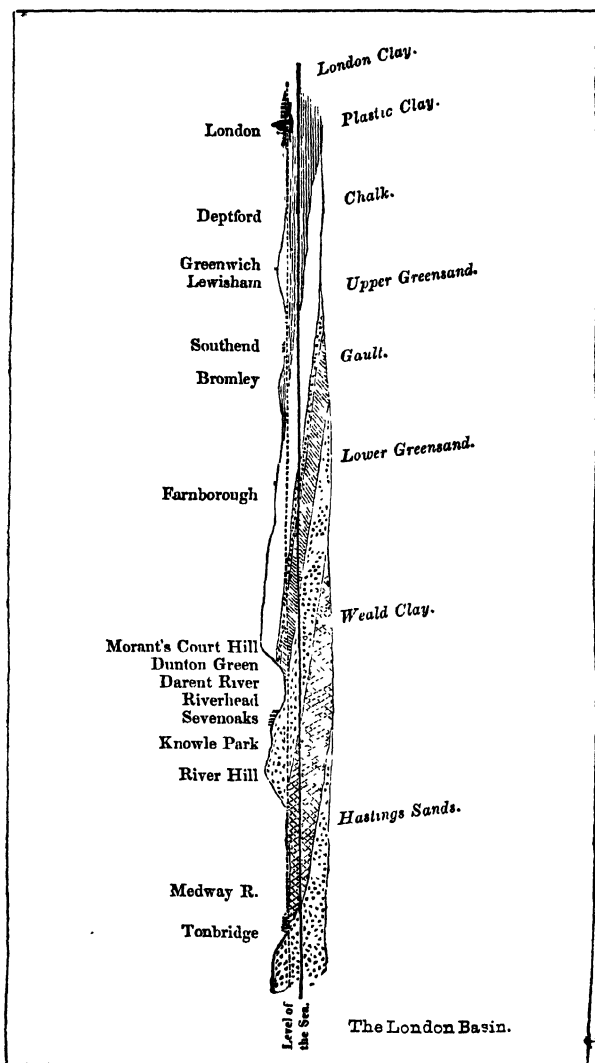 London Clay.
Plastic Clay.
London
Chalk.
Deptford
Greenwich
Lewisham
Upper Greensand.
Southend
Gault.
Bromley
Lower Greensand.
Farnborough
Weald Clay.
Morant's Court Hill
Dunton Green
Darent River
Riverhead
Sevenoaks
Knowle Park
River Hill
Hastings Sands.
Medway R.
Tonbridge
Level of
the Sea.
The London Basin.